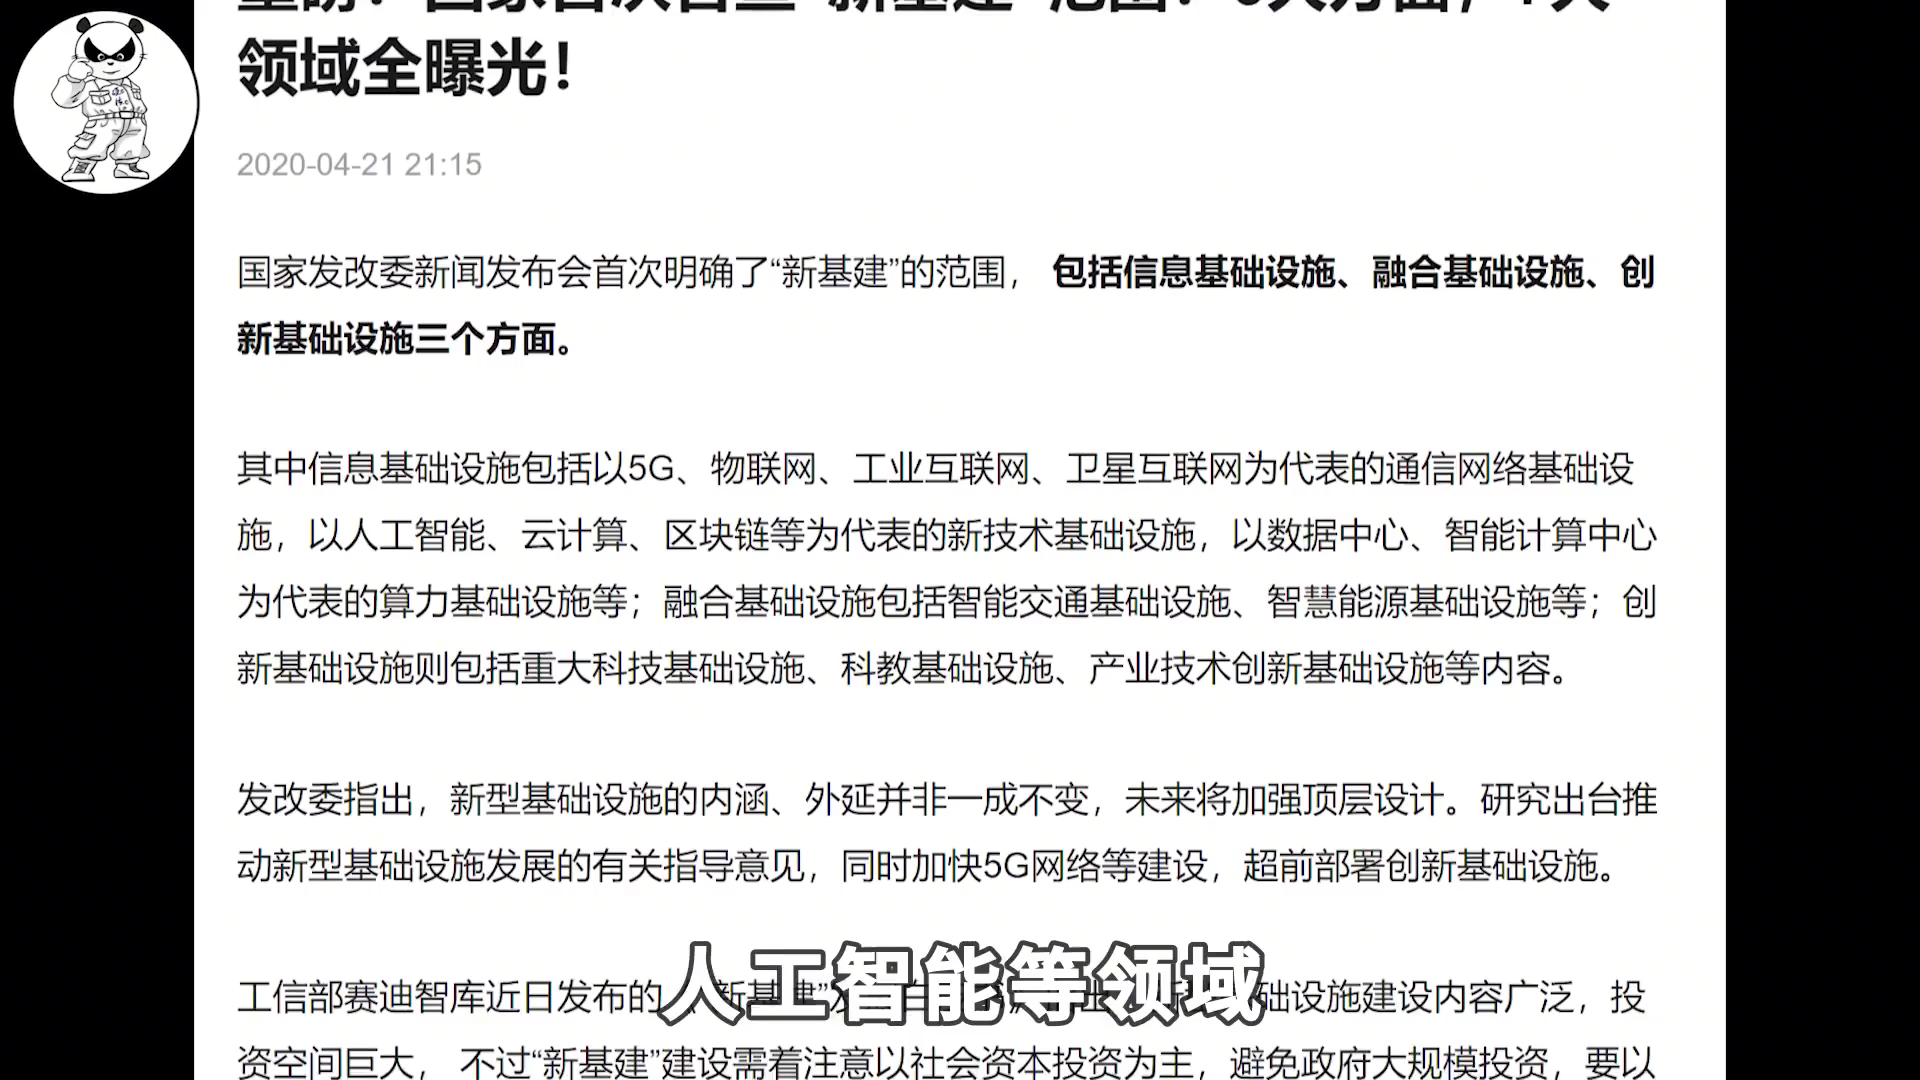 领域全曝光！
2020-04-21 21:15
国家发改委新闻发布会首次明确了“新基建”的范围， 包括信息基础设施、融合基础设施、创
新基础设施三个方面。
其中信息基础设施包括以5G、物联网、工业互联网、卫星互联网为代表的通信网络基础设
施，以人工智能、云计算、区块链等为代表的新技术基础设施，以数据中心、智能计算中心
为代表的算力基础设施等；融合基础设施包括智能交通基础设施、智慧能源基础设施等；创
新基础设施则包括重大科技基础设施、科教基础设施、产业技术创新基础设施等内容。
发改委指出，新型基础设施的内涵、外延并非一成不变，未来将加强顶层设计。研究出台推
动新型基础设施发展的有关指导意见，同时加快5G网络等建设，超前部署创新基础设施。
工信部赛迪智库近日发布的 新基建” 础设施建设内容广泛，投
人工智能等领域
资空间巨大， 不过“新基建”建设需着注意以社会资本投资为主，避免政府大规模投资，要以